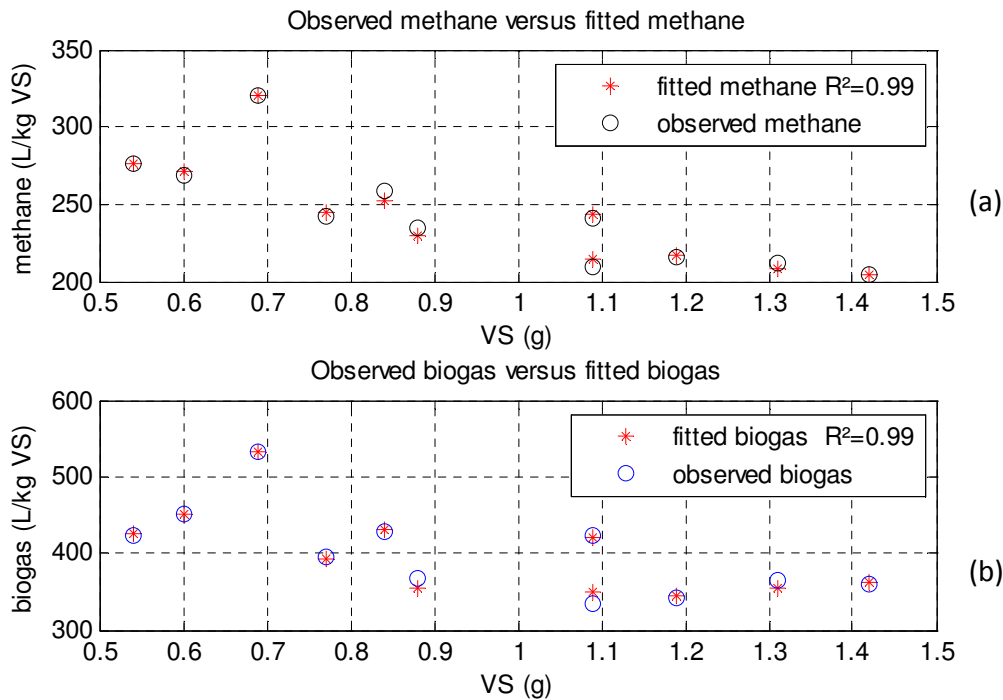 Observed methane versus fitted methane
350
300
250
200
methane (L/kg VS)
fitted methane R²=0.99
observed methane
(a)
0.5 0.6 0.7 0.8 0.9 1 1.1 1.2 1.3 1.4 1.5
VS (g)
Observed biogas versus fitted biogas
600
500
400
300
biogas (L/kg VS)
fitted biogas R²=0.99
observed biogas
(b)
0.5 0.6 0.7 0.8 0.9 1 1.1 1.2 1.3 1.4 1.5
VS (g)